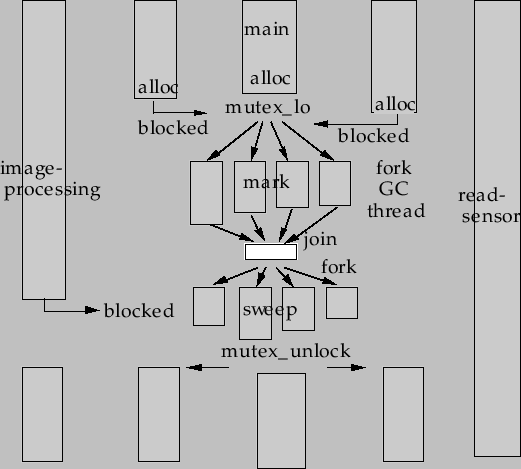 main
alloc
alloc
alloc
mutex_lo
blocked
blocked
image-
processing
mark
fork
GC
thread
read-
sensor
join
fork
blocked
sweep
mutex_unlock